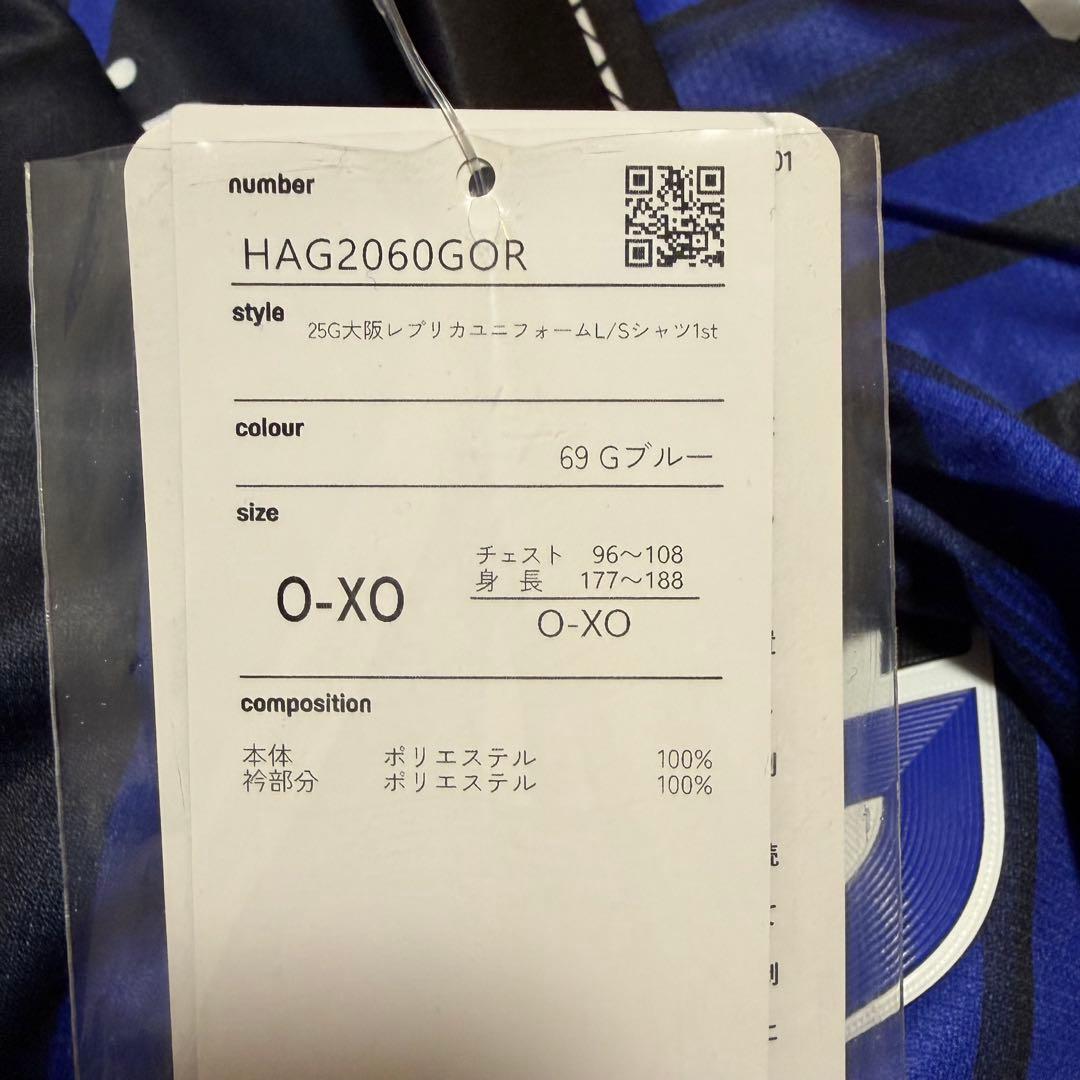 number
HAG2060GOR
01
style
25G大阪レプリカユニフォームL/Sシャツ1st
colour
69 Gブルー
size
O-XO
チェスト 96～108
身 長 177～188
O-XO
composition
本体 ポリエステル 100%
衿部分 ポリエステル 100%